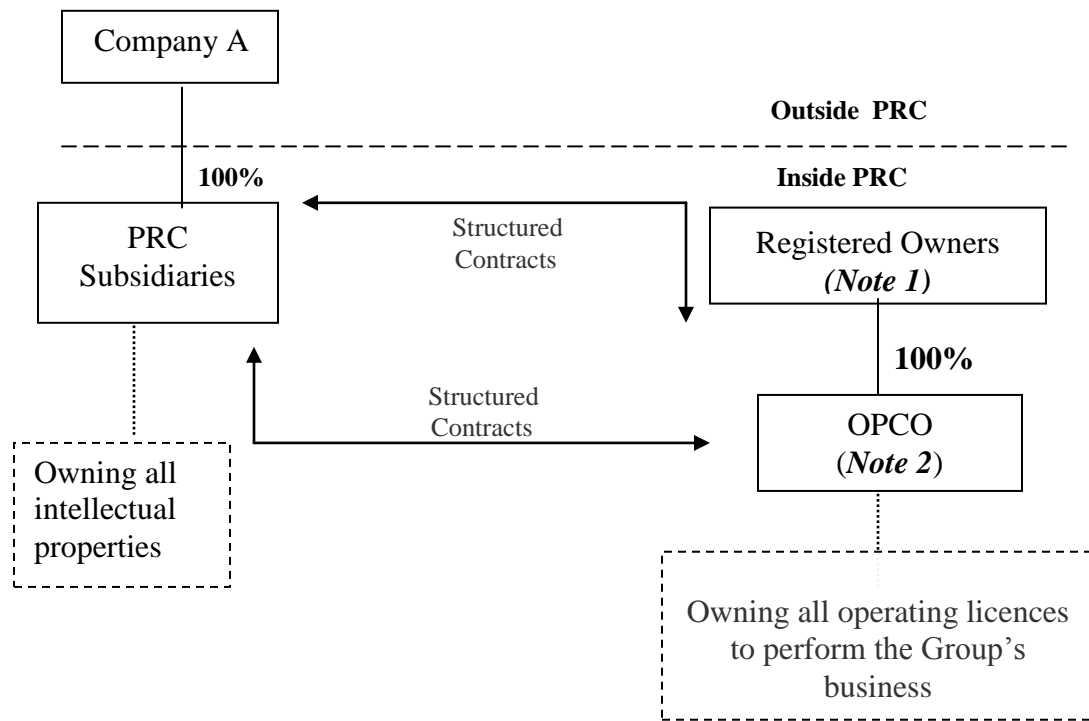 Company A
Outside PRC
100%
Inside PRC
PRC
Subsidiaries
Structured
Contracts
Registered Owners
(Note 1)
100%
Structured
Contracts
OPCO
(Note 2)
Owning all
intellectual
properties
Owning all operating licences
to perform the Group’s
business